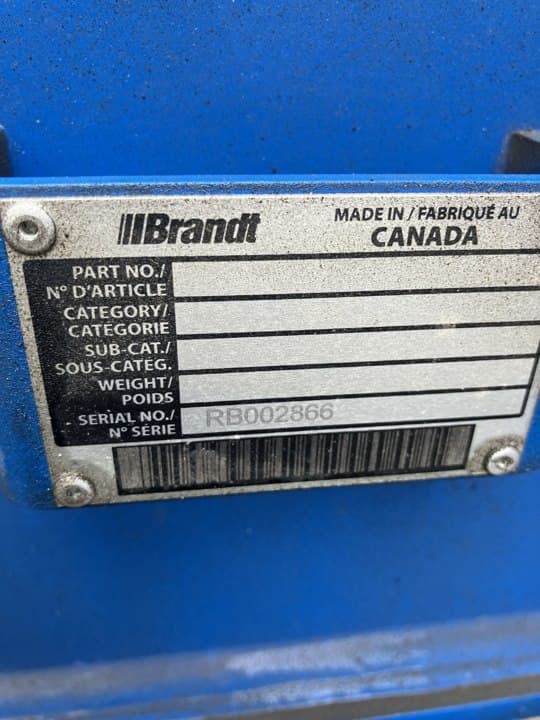 Brandt
MADE IN / FABRIQUÉ AU
CANADA
PART NO./
N° D'ARTICLE
CATEGORY/
CATÉGORIE
SUB-CAT./
SOUS-CATÉG.
WEIGHT/
POIDS
SERIAL NO./
N° SÉRIE
RB002866